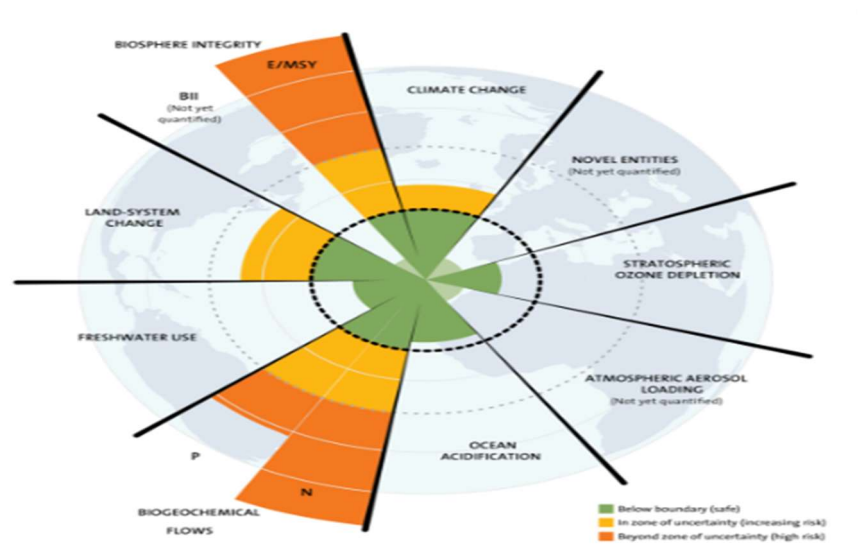 BIOSPHERE INTEGRITY
E/MSY
CLIMATE CHANGE
BII
(Not yet
quantified)
NOVEL ENTITIES
(Not yet quantified)
LAND-SYSTEM
CHANGE
STRATOSPHERIC
OZONE DEPLETION
FRESHWATER USE
ATMOSPHERIC AEROSOL
LOADING
(Not yet quantified)
OCEAN
ACIDIFICATION
P
N
BIOGEOCHEMICAL
FLOWS
Below boundary (safe)
In zone of uncertainty (increasing risk)
Beyond zone of uncertainty (high risk)